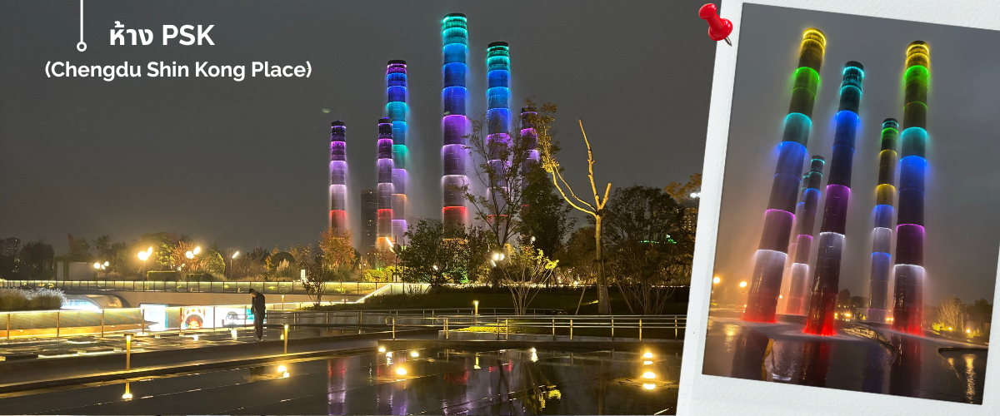 ห้าง PSK
(Chengdu Shin Kong Place)